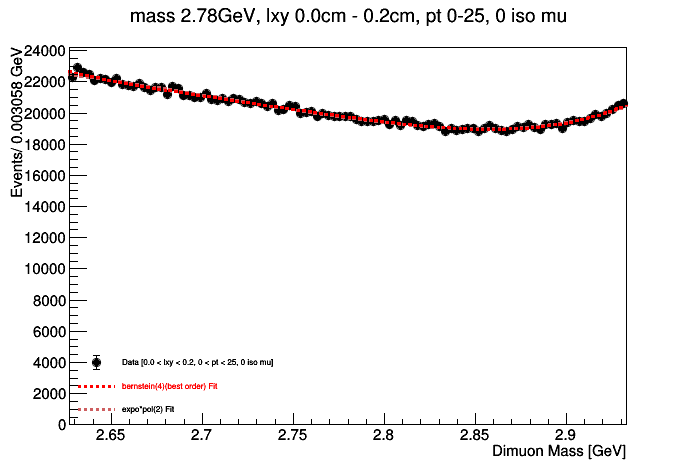 mass 2.78GeV, lxy 0.0cm - 0.2cm, pt 0-25, 0 iso mu
Events/ 0.003058 GeV
24000
22000
20000
18000
16000
14000
12000
10000
8000
6000
4000
2000
0
Data [0.0 < lxy < 0.2, 0 < pt < 25, 0 iso mu]
bernstein(4)(best order) Fit
expo*pol(2) Fit
2.65 2.7 2.75 2.8 2.85 2.9
Dimuon Mass [GeV]